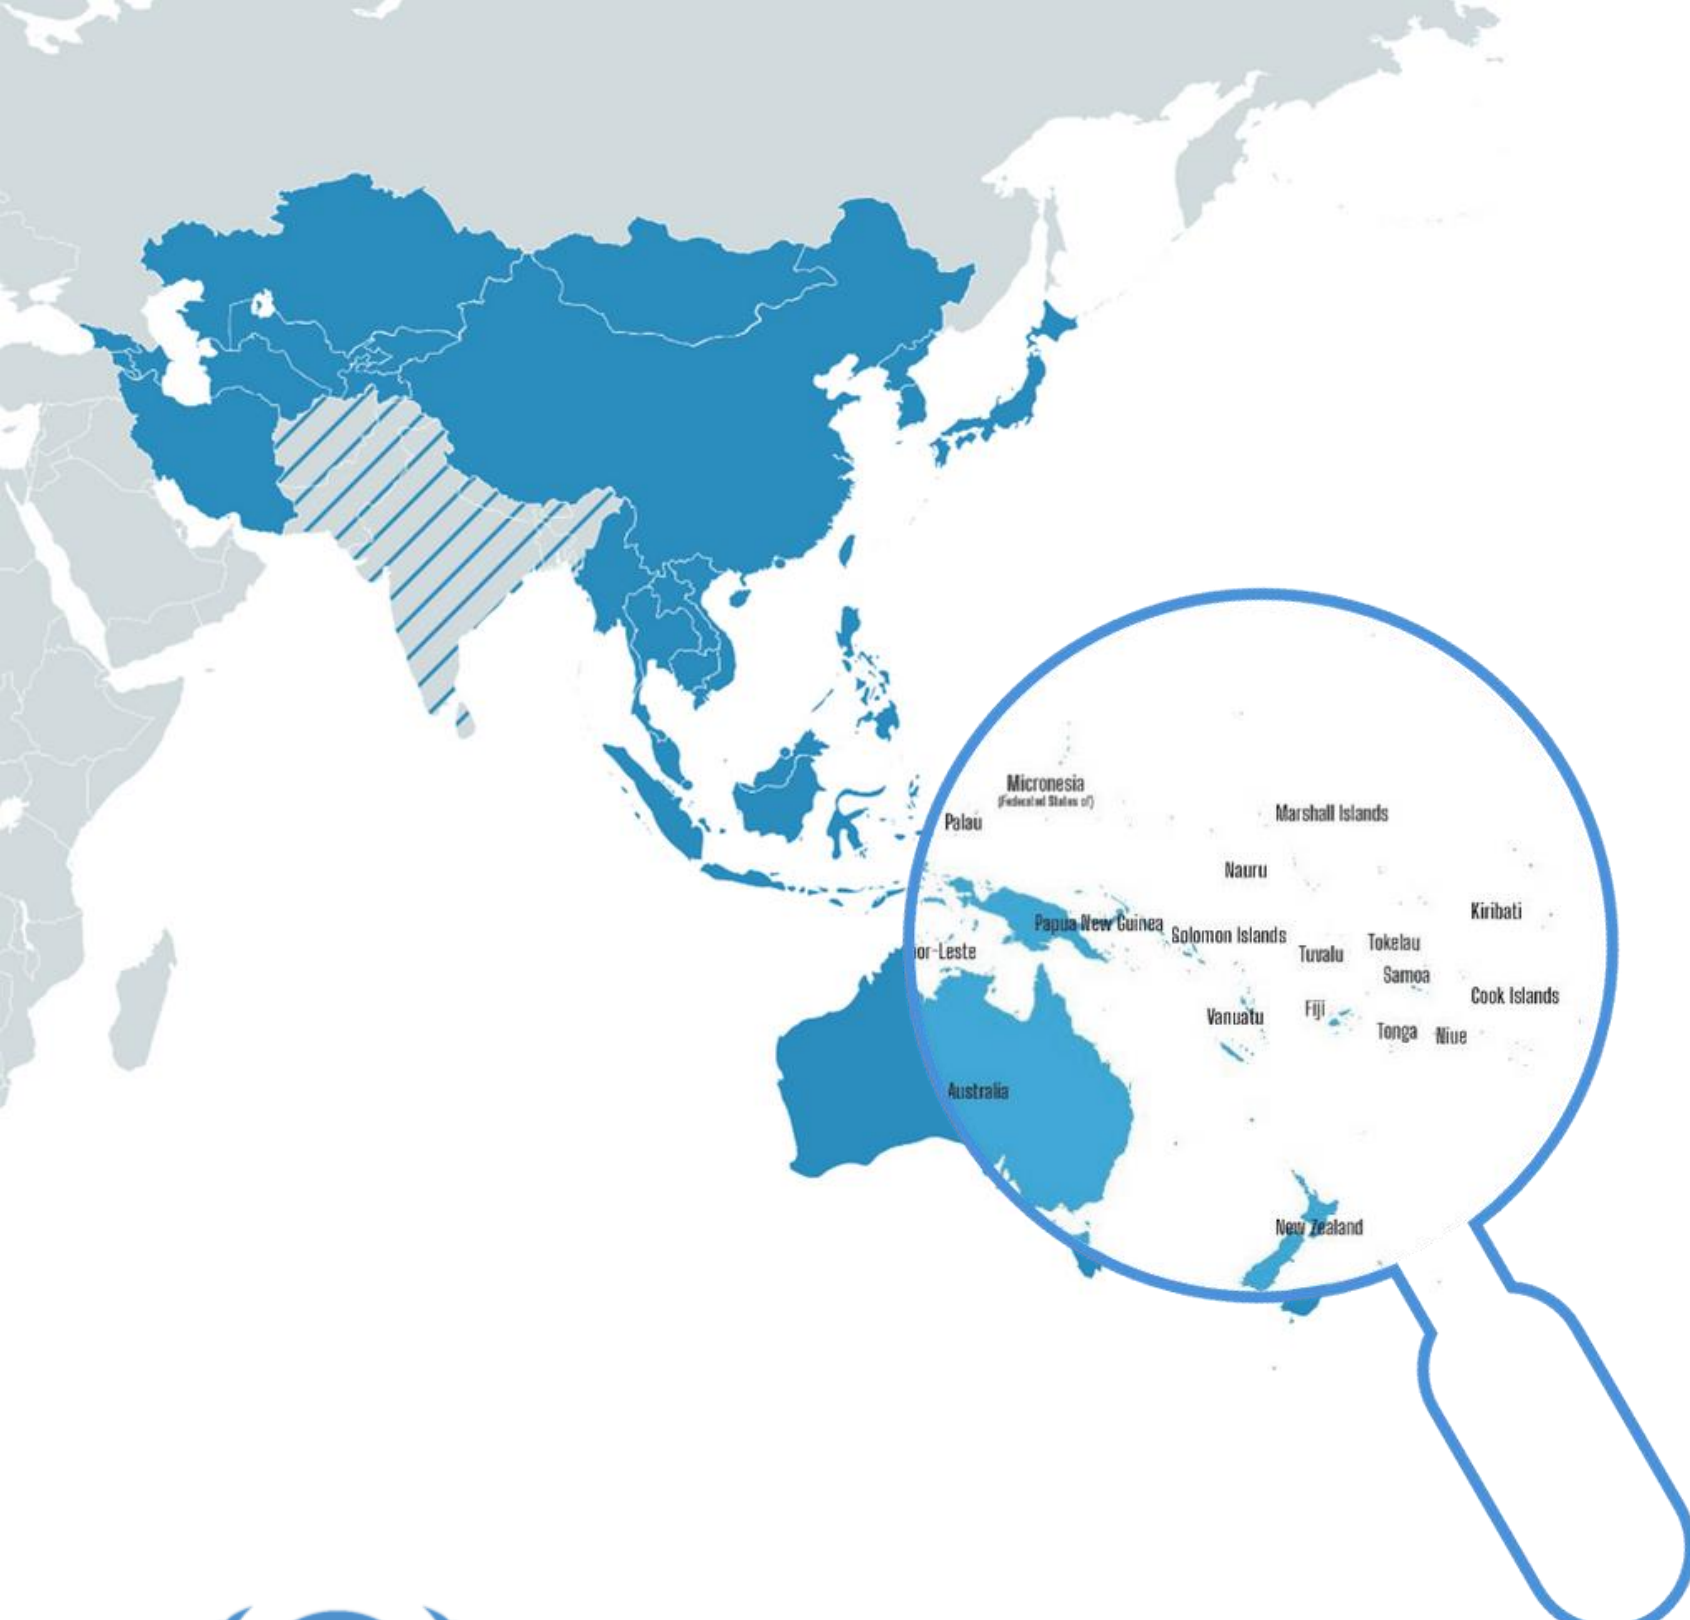 Micronesia
(Federated States of)
Marshall Islands
Palau
Nauru
Kiribati
Papua New Guinea
Solomon Islands
Tokelau
or-Leste
Tuvalu
Samoa
Cook Islands
Fiji
Vanuatu
Tonga
Niue
Australia
New Zealand